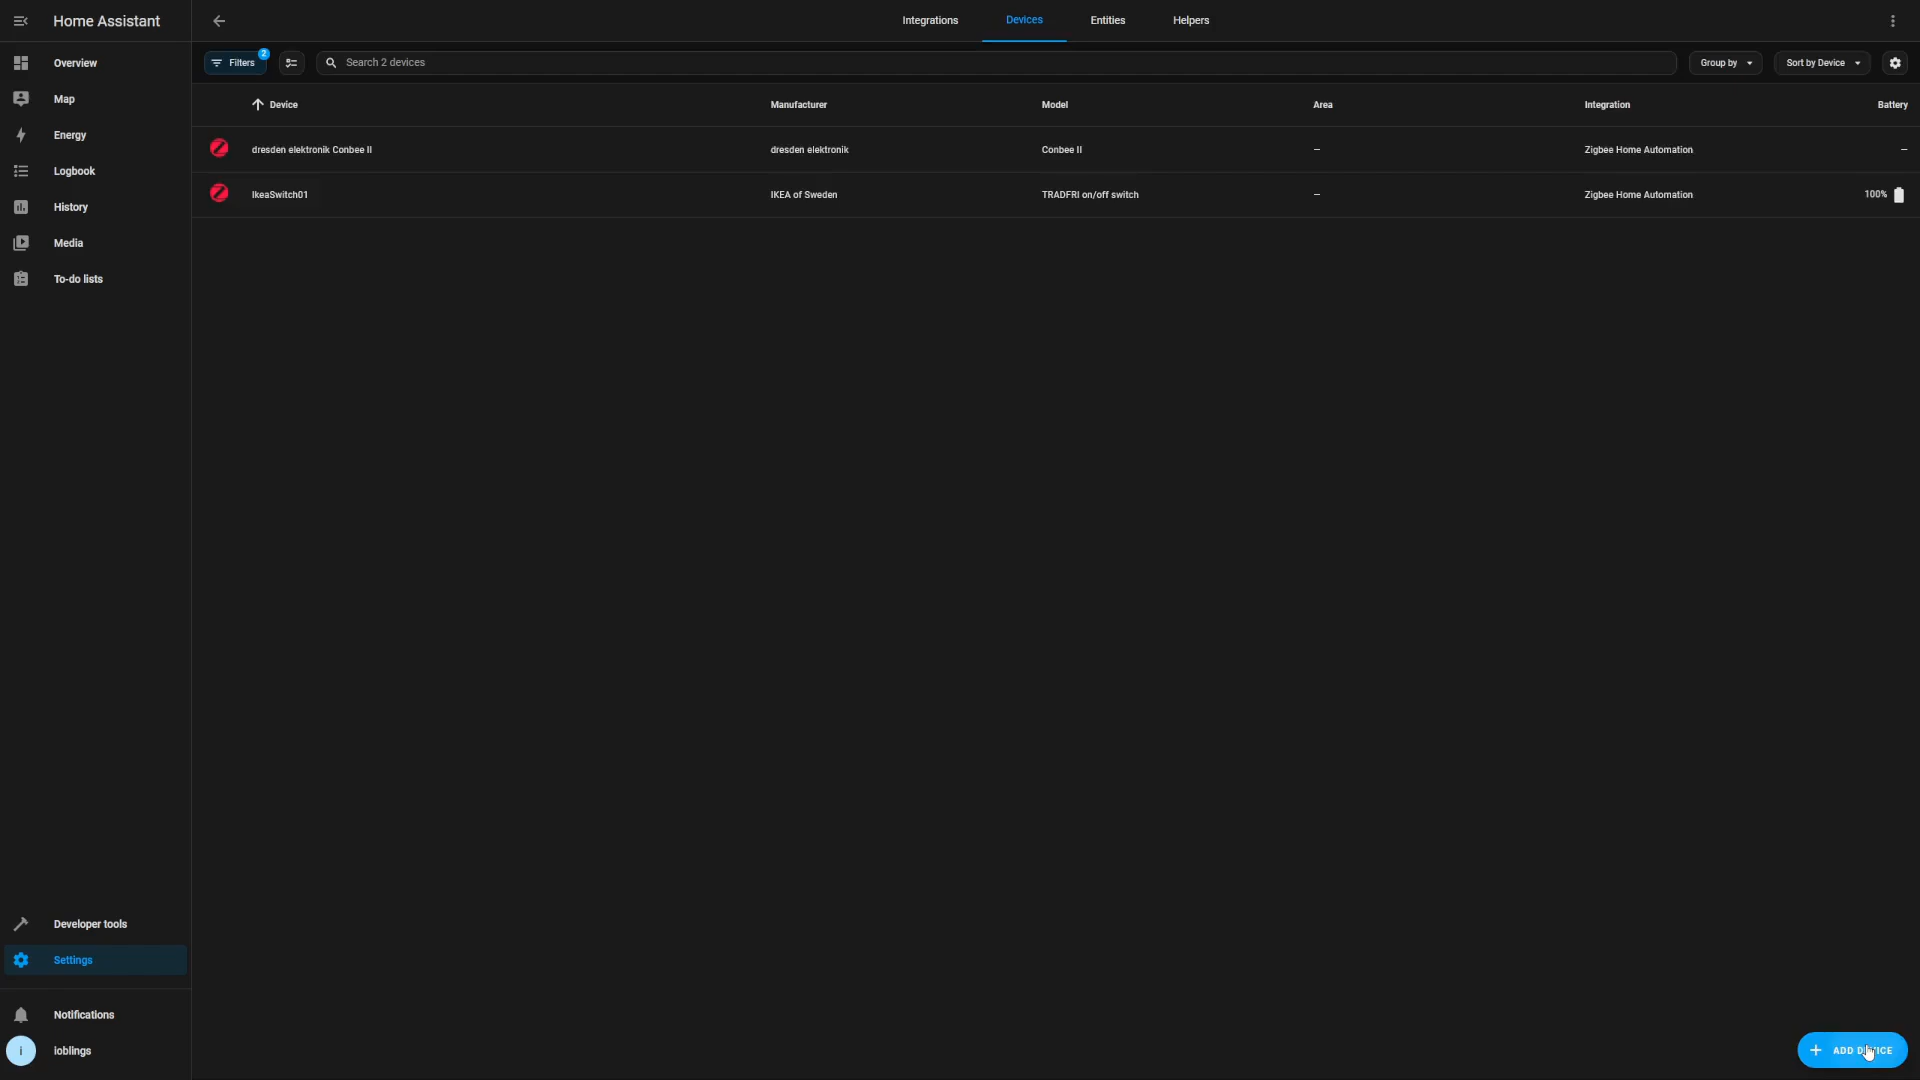 Home Assistant
Integrations
Devices
Entities
Helpers
Overview
Map
Energy
Logbook
History
Media
To-do lists
Developer tools
Settings
Notifications
i
ioblings
Filters
2
Search 2 devices
Group by
Sort by Device
Device Manufacturer Model Area Integration Battery
dresden elektronik Conbee II dresden elektronik Conbee II — Zigbee Home Automation —
IkeaSwitch01 IKEA of Sweden TRADFRI on/off switch — Zigbee Home Automation 100%
ADD